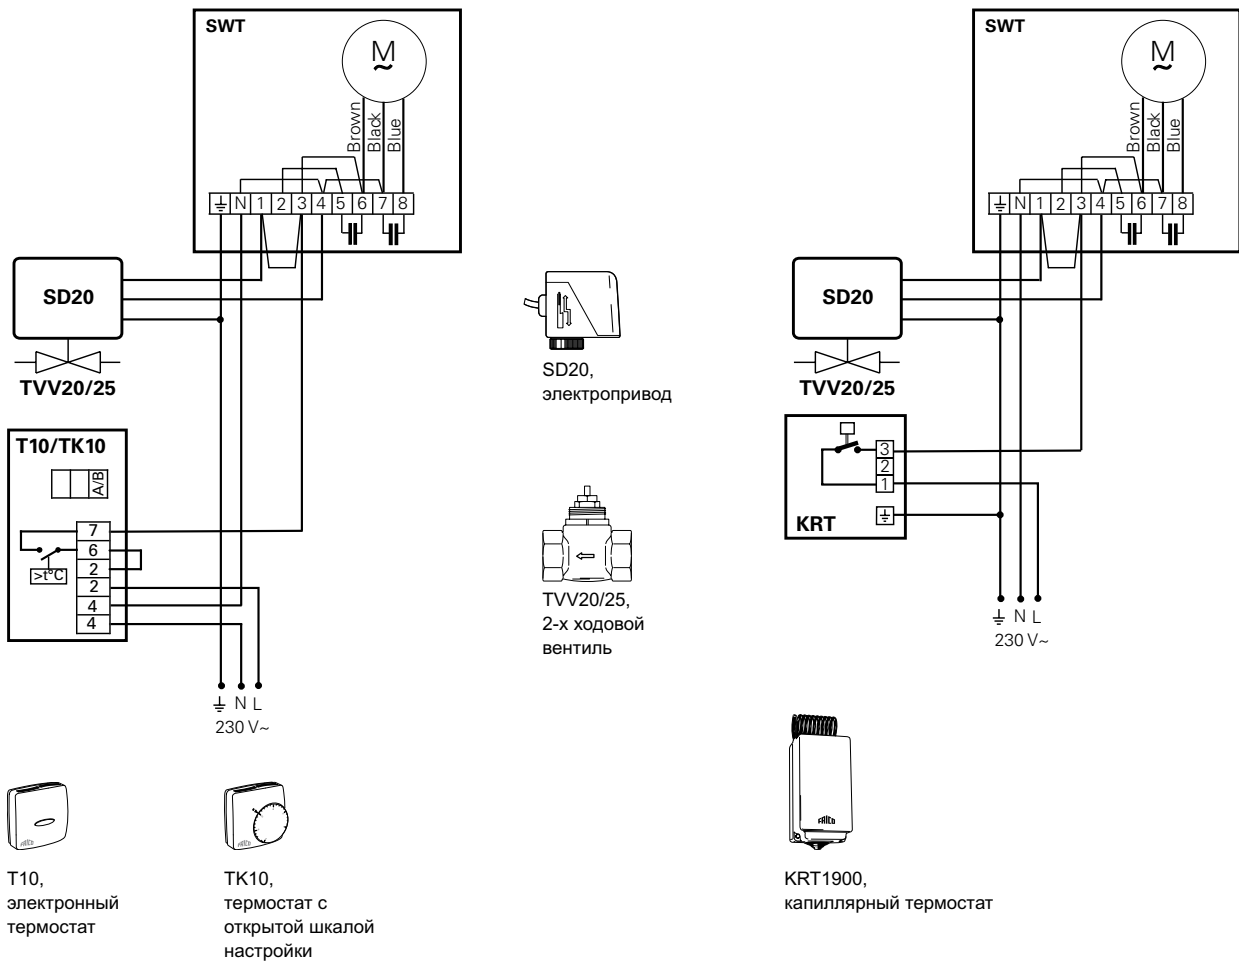 SWT
M
~
Brown
Black
Blue
N 1 2 3 4 5 6 7 8
SD20
TVV20/25
T10/TK10
A/B
7
6
2
2
4
4
>t°C
N L
230 V~
SD20,
электропривод
TVV20/25,
2-х ходовой
вентиль
SWT
M
~
Brown
Black
Blue
N 1 2 3 4 5 6 7 8
SD20
TVV20/25
3
2
1
KRT
N L
230 V~
FRICO
T10,
электронный
термостат
FRICO
TK10,
термостат с
открытой шкалой
настройки
FRICO
KRT1900,
капиллярный термостат